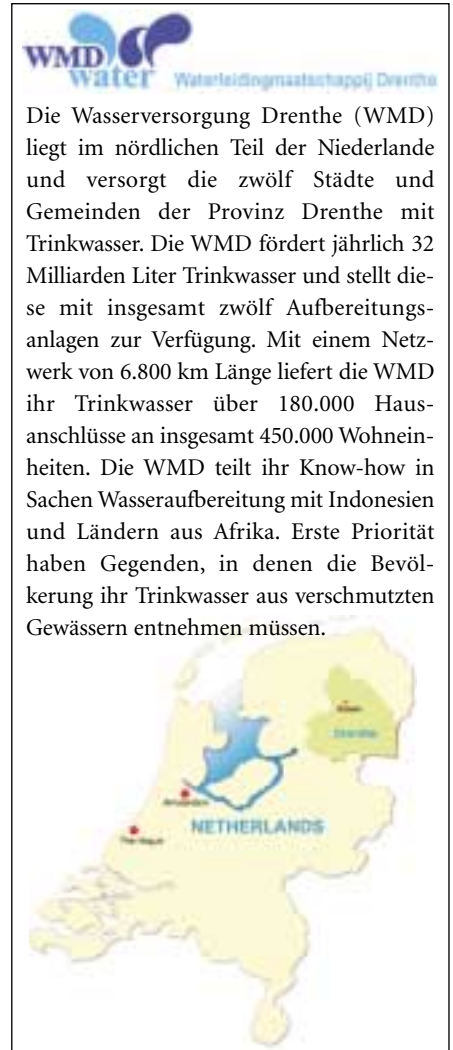 WMD
water Waterleidingmaatschappij Drenthe
Die Wasserversorgung Drenthe (WMD)
liegt im nördlichen Teil der Niederlande
und versorgt die zwölf Städte und
Gemeinden der Provinz Drenthe mit
Trinkwasser. Die WMD fördert jährlich 32
Milliarden Liter Trinkwasser und stellt die-
se mit insgesamt zwölf Aufbereitungs-
anlagen zur Verfügung. Mit einem Netz-
werk von 6.800 km Länge liefert die WMD
ihr Trinkwasser über 180.000 Haus-
anschlüsse an insgesamt 450.000 Wohnein-
heiten. Die WMD teilt ihr Know-how in
Sachen Wasseraufbereitung mit Indonesien
und Ländern aus Afrika. Erste Priorität
haben Gegenden, in denen die Bevöl-
kerung ihr Trinkwasser aus verschmutzten
Gewässern entnehmen müssen.
Assen
Drenthe
Amsterdam
NETHERLANDS
The Hague